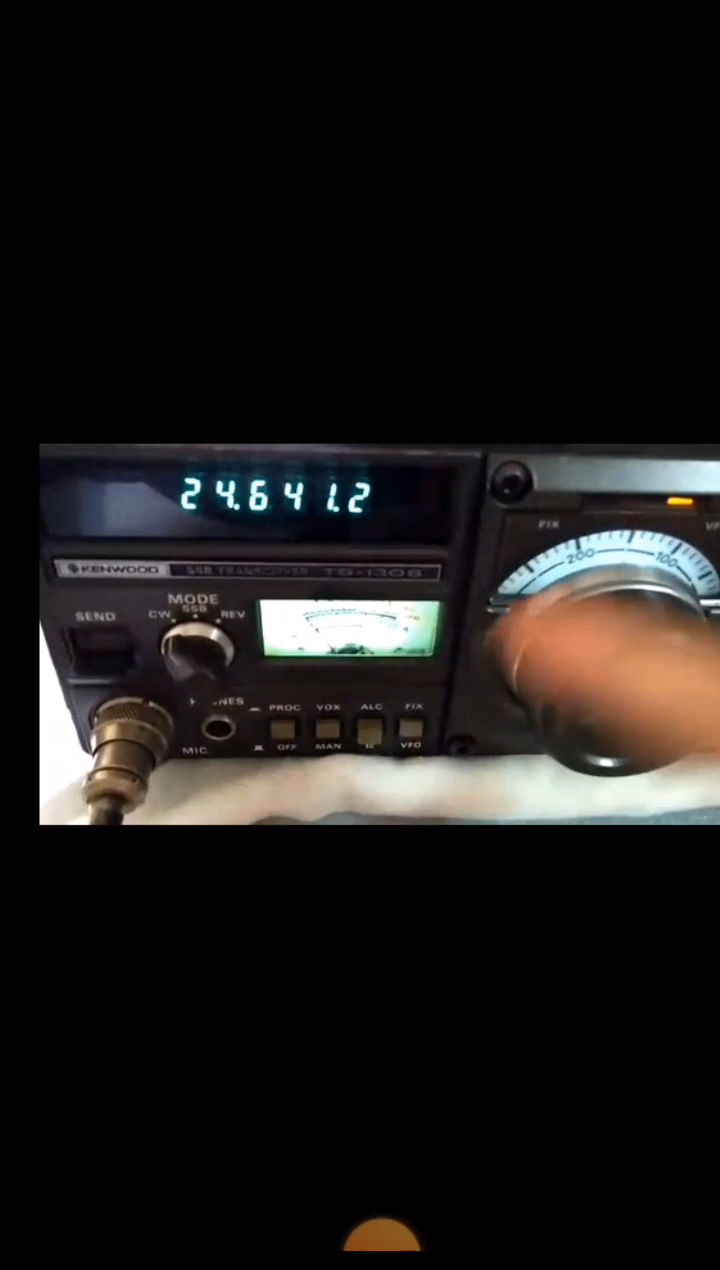 24.641.2
FIX
200
100
KENWOOD SSB TRANSCEIVER TS-130S
SEND
MODE
CW SSB REV
PROC VOX ALC FIX
MIC
OFF MAN VFO